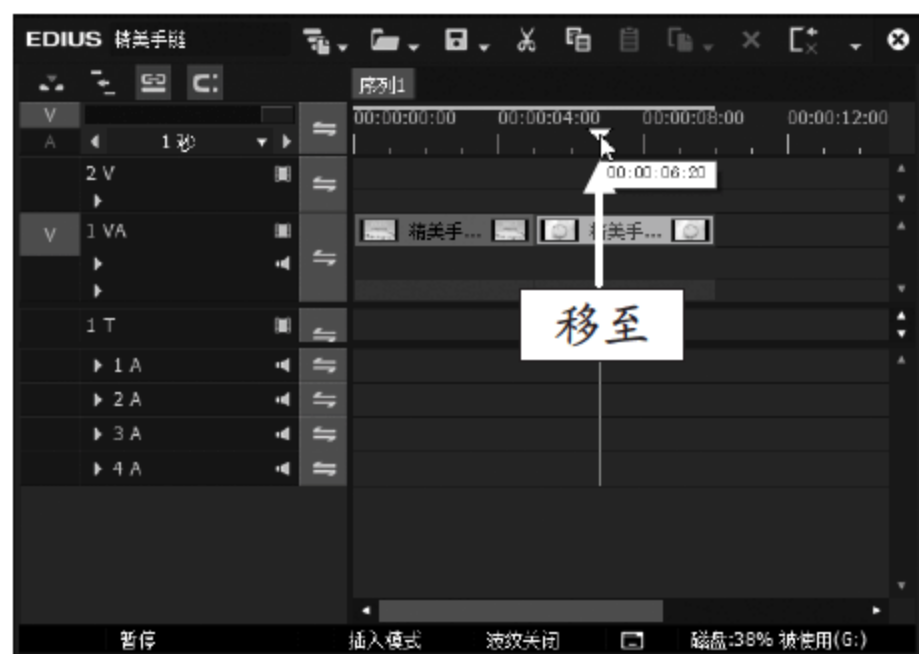 EDIUS 精美手链
序列1
V
A
1秒
00:00:00:00 00:00:04:00 00:00:08:00 00:00:12:00
00:00:06:20
2 V
V
1 VA
精美手... 精美手...
移至
1 T
1 A
2 A
3 A
4 A
暂停 插入模式 波纹关闭 磁盘:38% 被使用(G:)